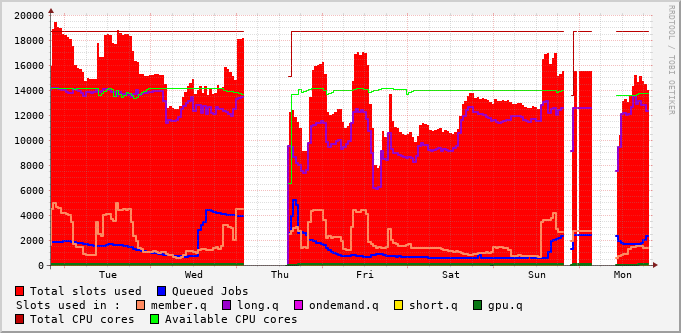 20000
18000
16000
14000
12000
10000
8000
6000
4000
2000
0
Tue Wed Thu Fri Sat Sun Mon
Total slots used Queued Jobs
Slots used in : member.q long.q ondemand.q short.q gpu.q
Total CPU cores Available CPU cores
RRDTOOL / TOBI OETIKER